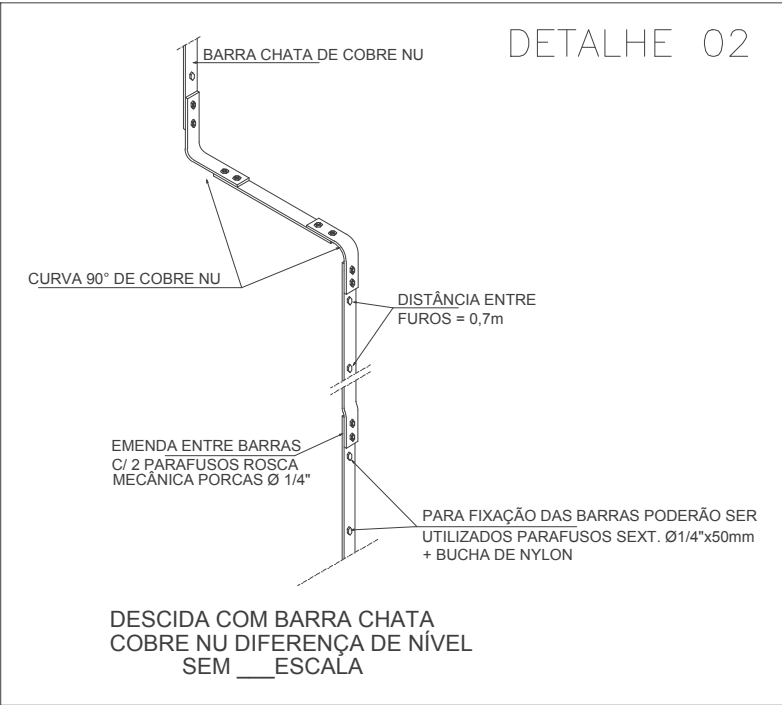 DETALHE 02
BARRA CHATA DE COBRE NU
CURVA 90° DE COBRE NU
DISTÂNCIA ENTRE
FUROS = 0,7m
EMENDA ENTRE BARRAS
C/ 2 PARAFUSOS ROSCA
MECÂNICA PORCAS Ø 1/4"
PARA FIXAÇÃO DAS BARRAS PODERÃO SER
UTILIZADOS PARAFUSOS SEXT. Ø1/4"x50mm
+ BUCHA DE NYLON
DESCIDA COM BARRA CHATA
COBRE NU DIFERENÇA DE NÍVEL
SEM ___ESCALA